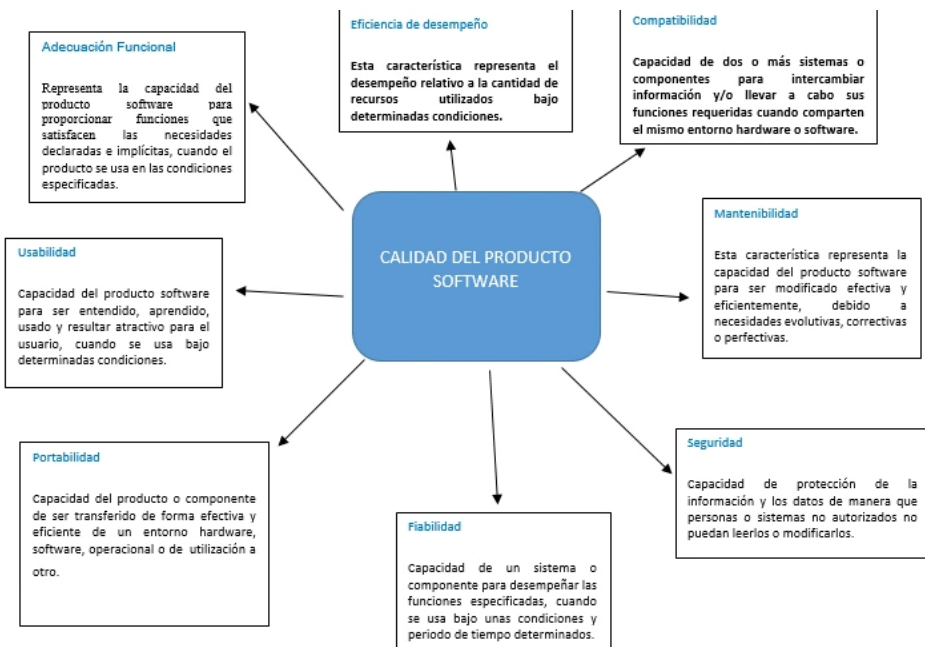 Adecuación Funcional
Representa la capacidad del
producto software para
proporcionar funciones que
satisfacen las necesidades
declaradas e implícitas, cuando el
producto se usa en las condiciones
especificadas.
Eficiencia de desempeño
Esta característica representa el
desempeño relativo a la cantidad de
recursos utilizados bajo
determinadas condiciones.
Compatibilidad
Capacidad de dos o más sistemas o
componentes para intercambiar
información y/o llevar a cabo sus
funciones requeridas cuando comparten
el mismo entorno hardware o software.
CALIDAD DEL PRODUCTO
SOFTWARE
Usabilidad
Capacidad del producto software
para ser entendido, aprendido,
usado y resultar atractivo para el
usuario, cuando se usa bajo
determinadas condiciones.
Mantenibilidad
Esta característica representa la
capacidad del producto software
para ser modificado efectiva y
eficientemente, debido a
necesidades evolutivas, correctivas
o perfectivas.
Portabilidad
Capacidad del producto o componente
de ser transferido de forma efectiva y
eficiente de un entorno hardware,
software, operacional o de utilización a
otro.
Fiabilidad
Capacidad de un sistema o
componente para desempeñar las
funciones especificadas, cuando
se usa bajo unas condiciones y
periodo de tiempo determinados.
Seguridad
Capacidad de protección de la
información y los datos de manera que
personas o sistemas no autorizados no
puedan leerlos o modificarlos.